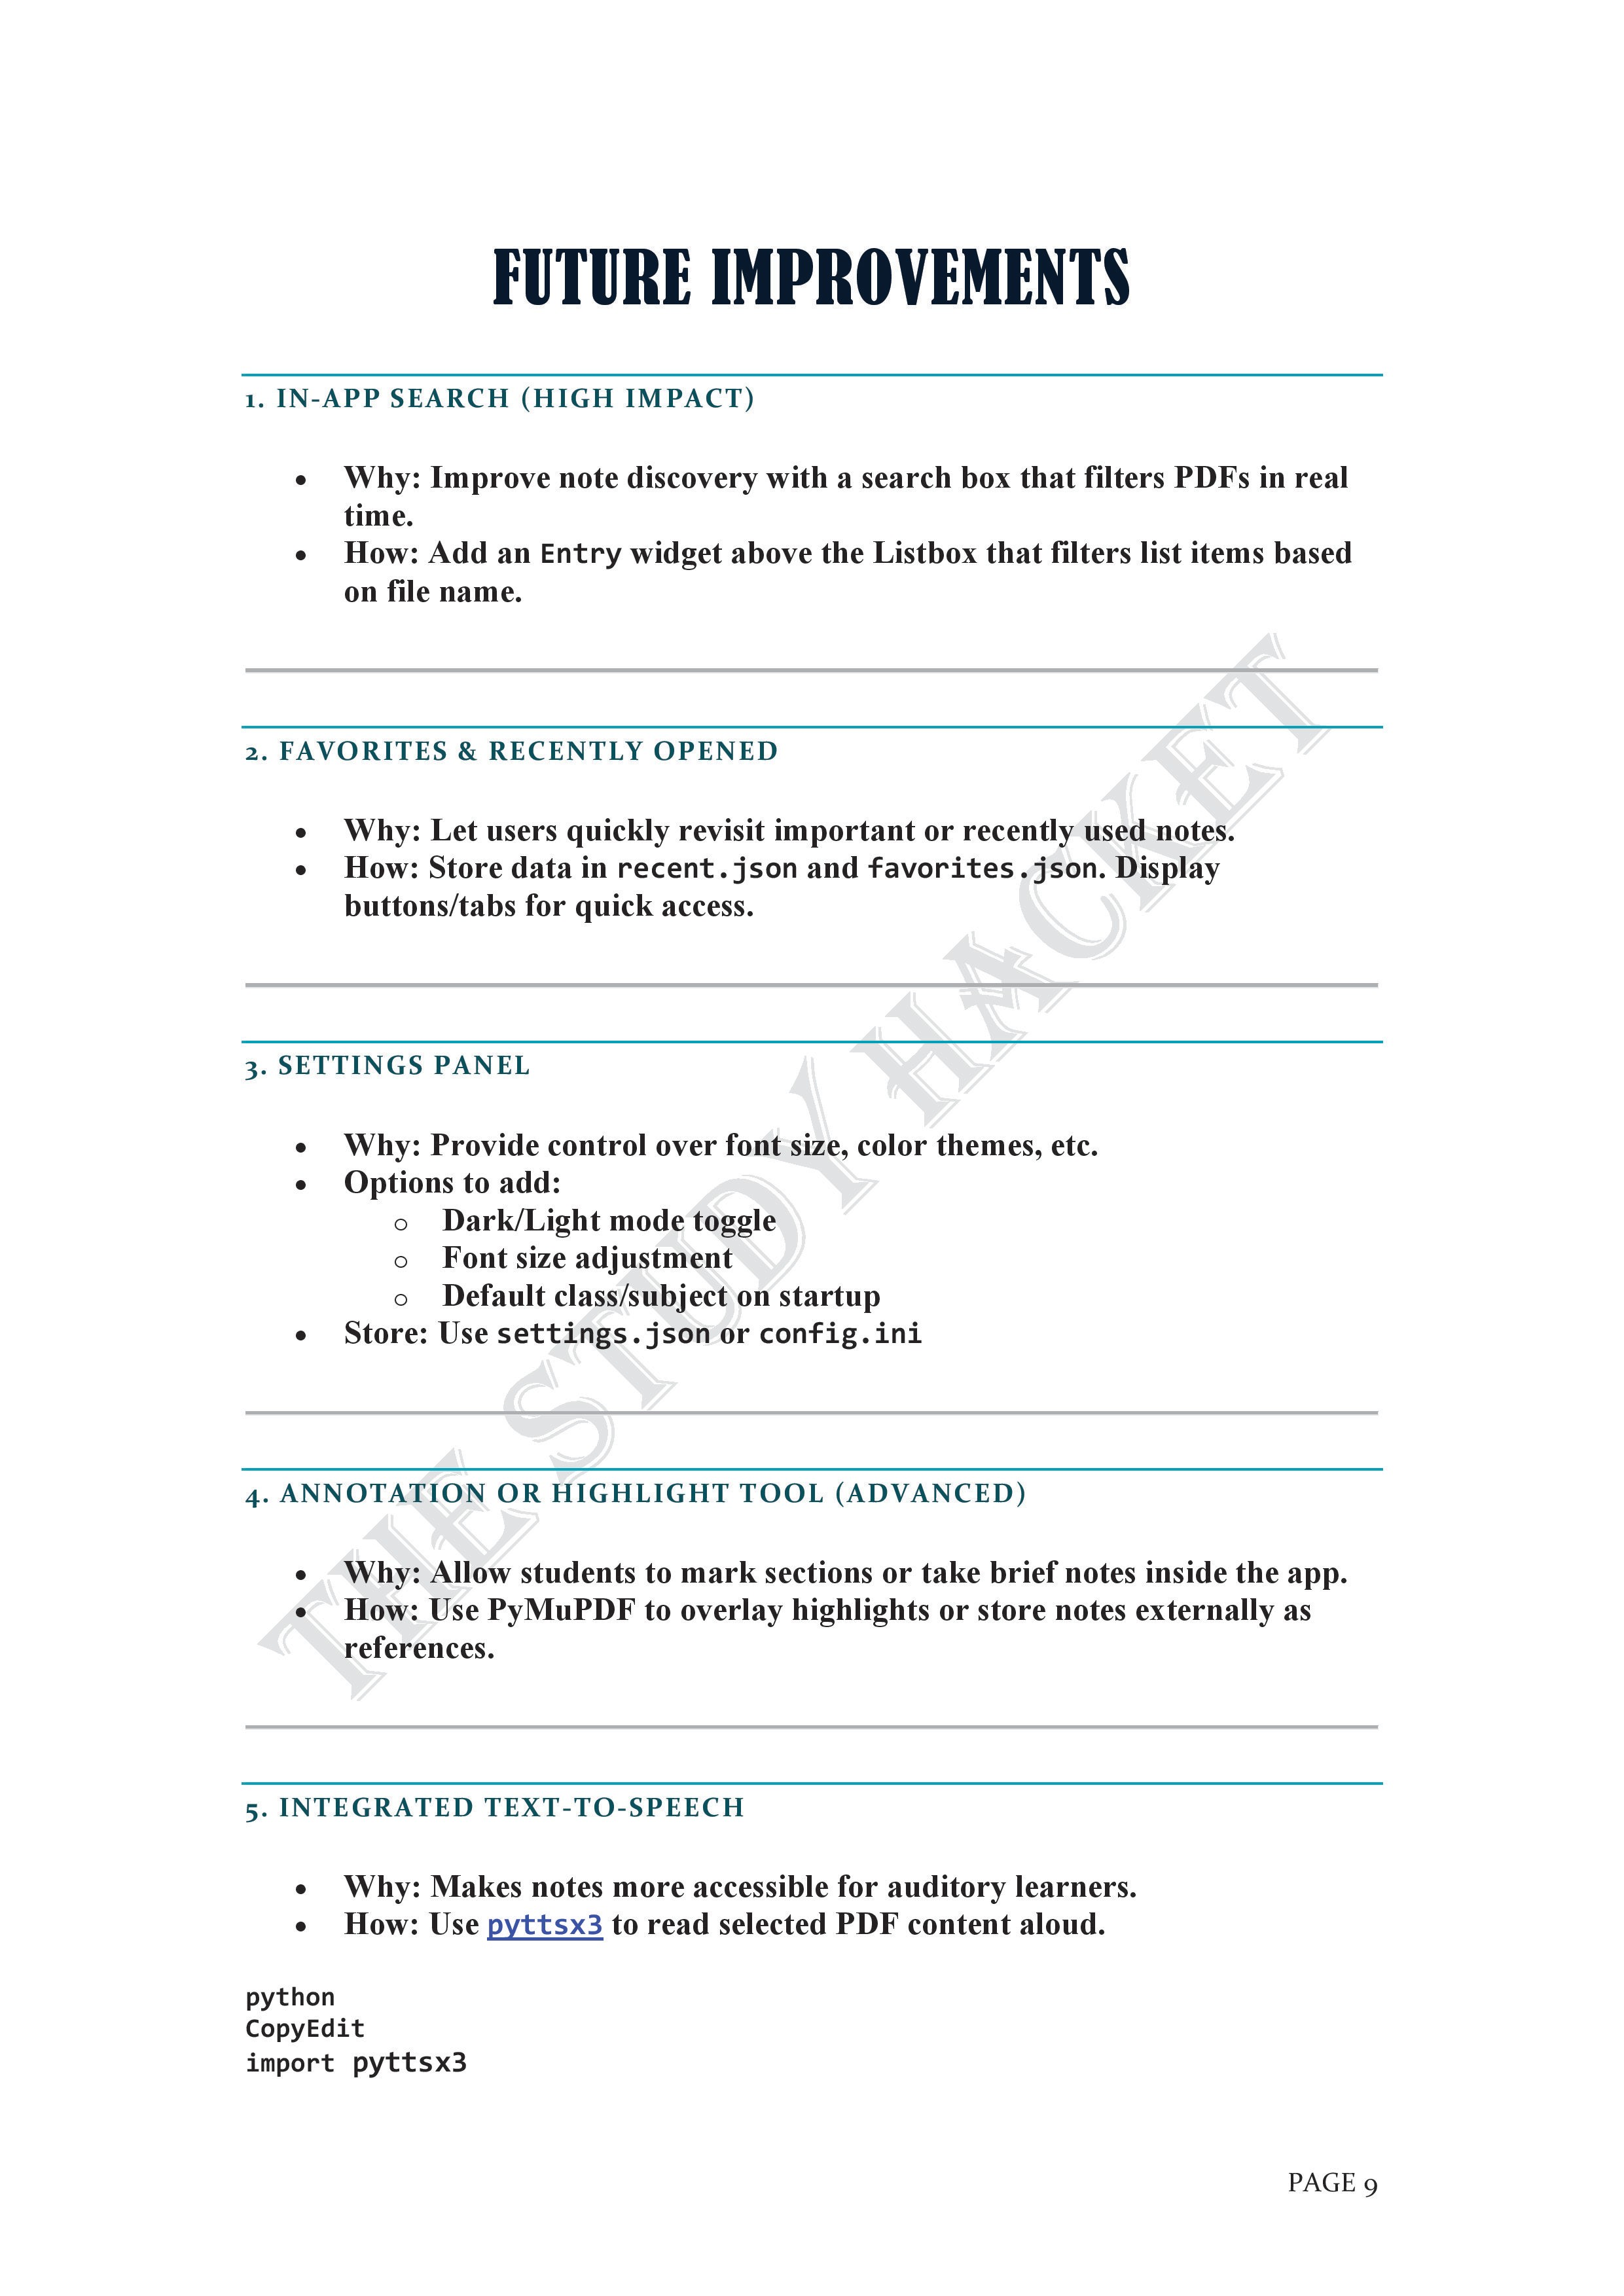 FUTURE IMPROVEMENTS
1. IN-APP SEARCH (HIGH IMPACT)
• Why: Improve note discovery with a search box that filters PDFs in real
time.
• How: Add an Entry widget above the Listbox that filters list items based
on file name.
2. FAVORITES & RECENTLY OPENED
• Why: Let users quickly revisit important or recently used notes.
• How: Store data in recent.json and favorites.json. Display
buttons/tabs for quick access.
3. SETTINGS PANEL
• Why: Provide control over font size, color themes, etc.
• Options to add:
o Dark/Light mode toggle
o Font size adjustment
o Default class/subject on startup
• Store: Use settings.json or config.ini
4. ANNOTATION OR HIGHLIGHT TOOL (ADVANCED)
• Why: Allow students to mark sections or take brief notes inside the app.
• How: Use PyMuPDF to overlay highlights or store notes externally as
references.
5. INTEGRATED TEXT-TO-SPEECH
• Why: Makes notes more accessible for auditory learners.
• How: Use pyttsx3 to read selected PDF content aloud.
python
CopyEdit
import pyttsx3
PAGE 9
THE STUDY HACKET